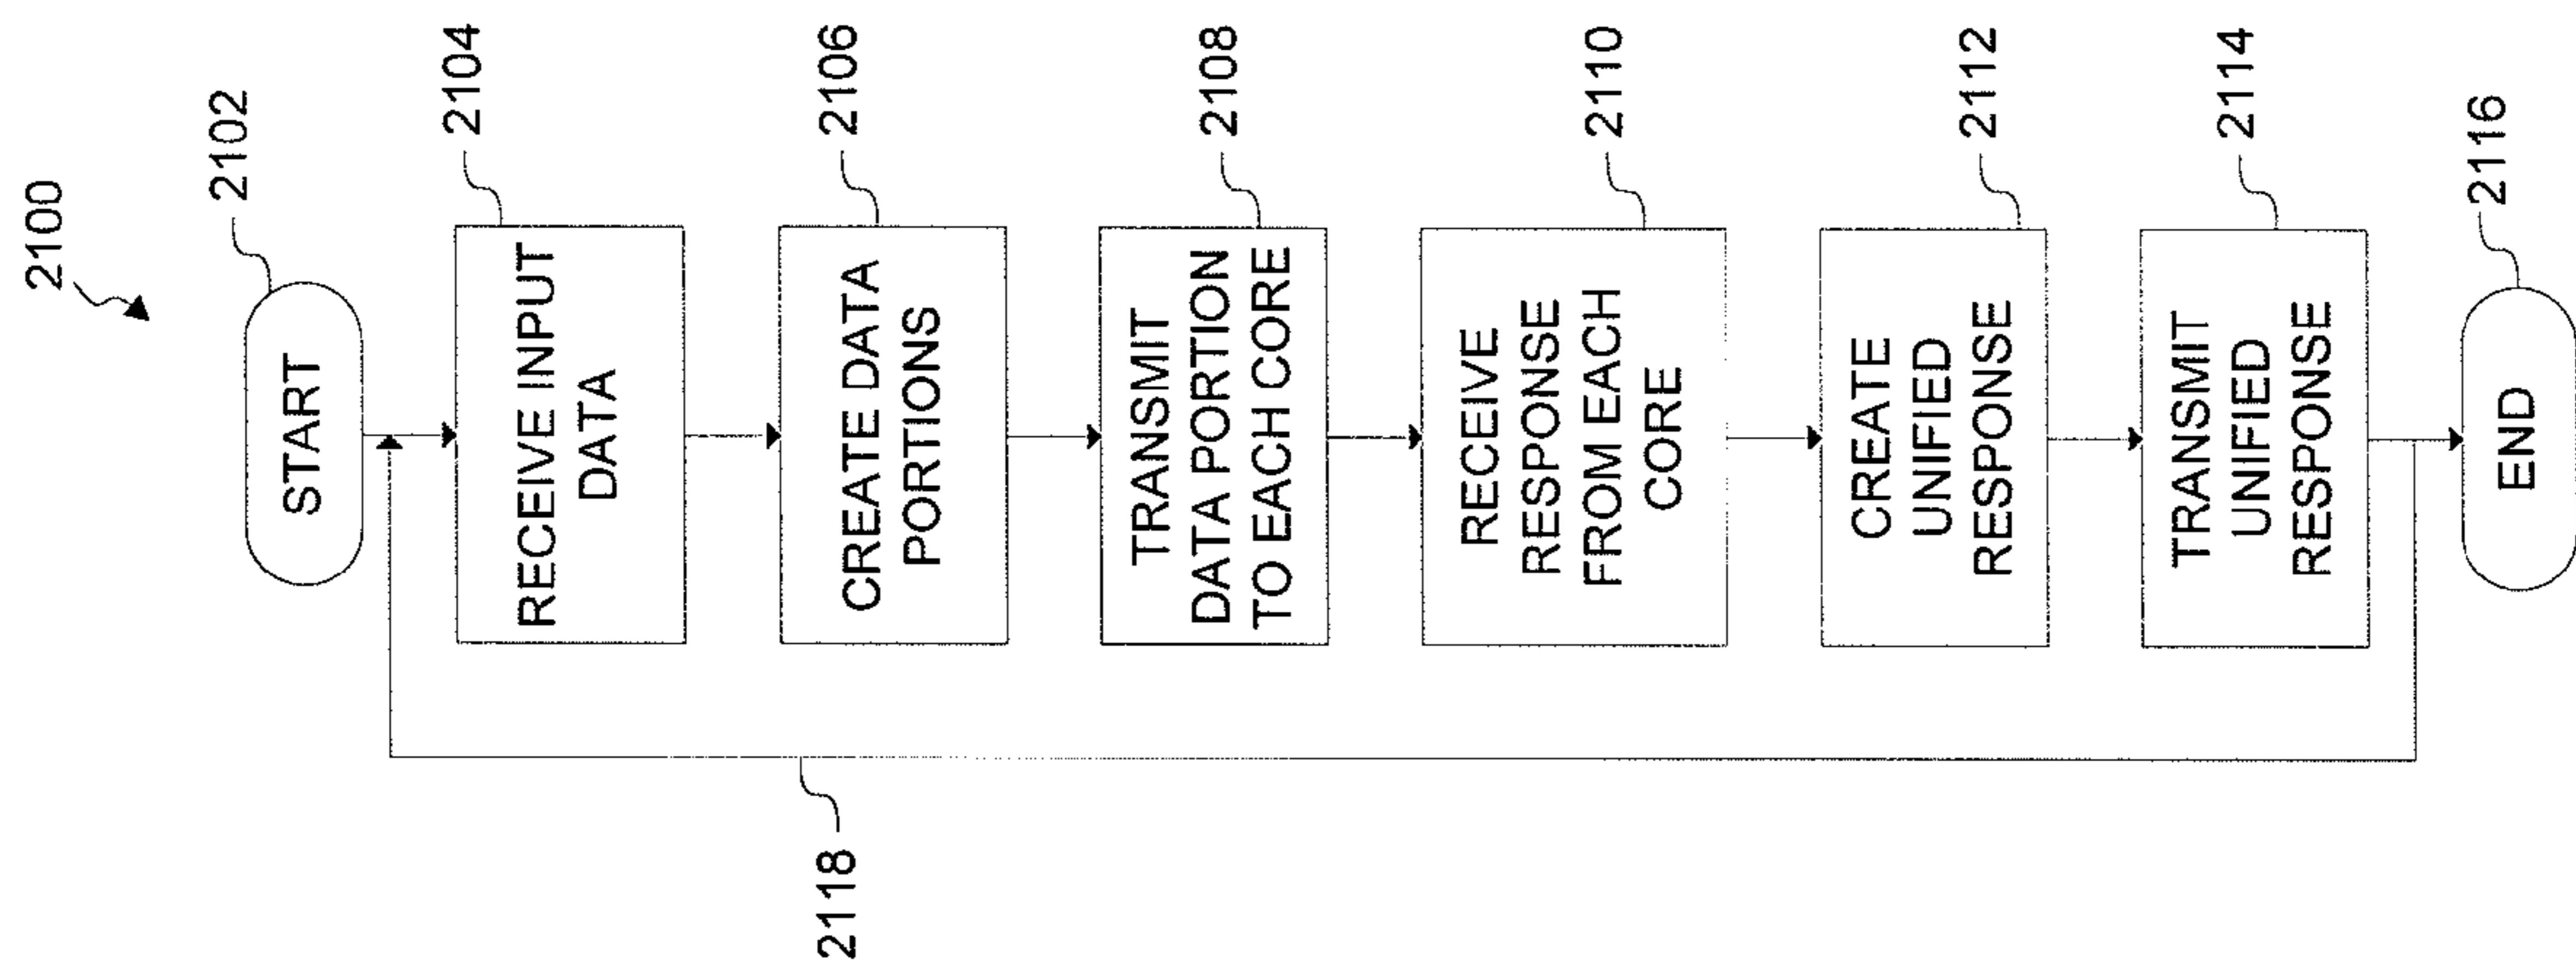 2100
2102
START
2104
RECEIVE INPUT
DATA
2106
CREATE DATA
PORTIONS
2108
TRANSMIT
DATA PORTION
TO EACH CORE
2110
RECEIVE
RESPONSE
FROM EACH
CORE
2112
CREATE
UNIFIED
RESPONSE
2114
TRANSMIT
UNIFIED
RESPONSE
2116
END
2118